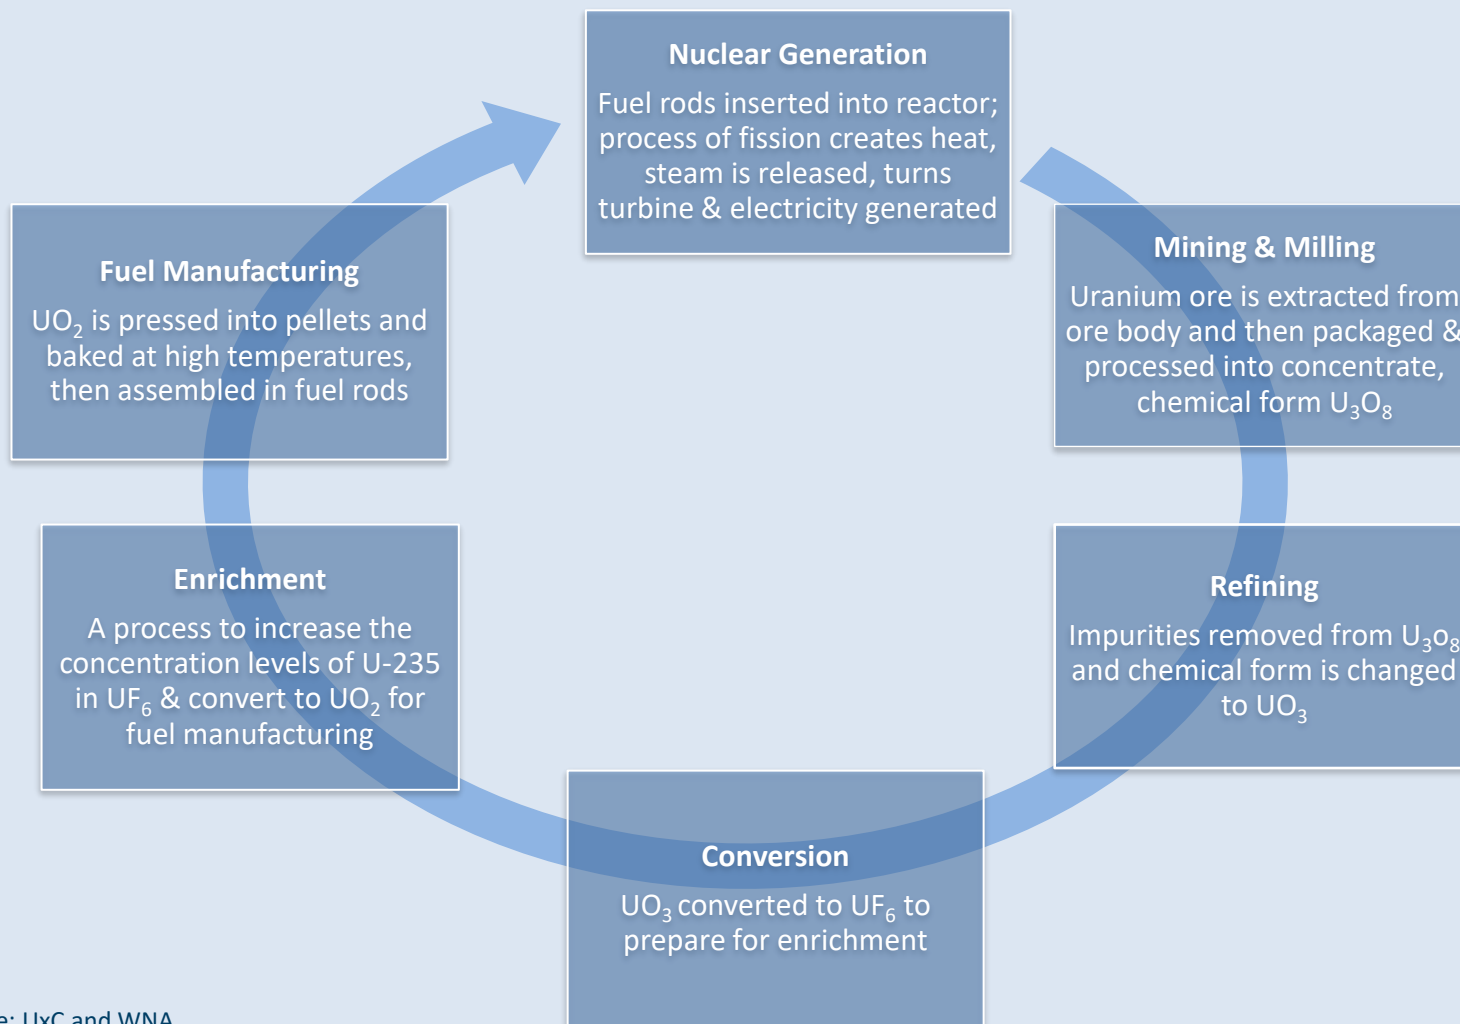 Nuclear Generation
Fuel rods inserted into reactor;
process of fission creates heat,
steam is released, turns
turbine & electricity generated
Mining & Milling
Uranium ore is extracted from
ore body and then packaged &
processed into concentrate,
chemical form U₃O₈
Refining
Impurities removed from U₃o₈
and chemical form is changed
to UO₃
Conversion
UO₃ converted to UF₆ to
prepare for enrichment
Enrichment
A process to increase the
concentration levels of U-235
in UF₆ & convert to UO₂ for
fuel manufacturing
Fuel Manufacturing
UO₂ is pressed into pellets and
baked at high temperatures,
then assembled in fuel rods
UxC and WNA